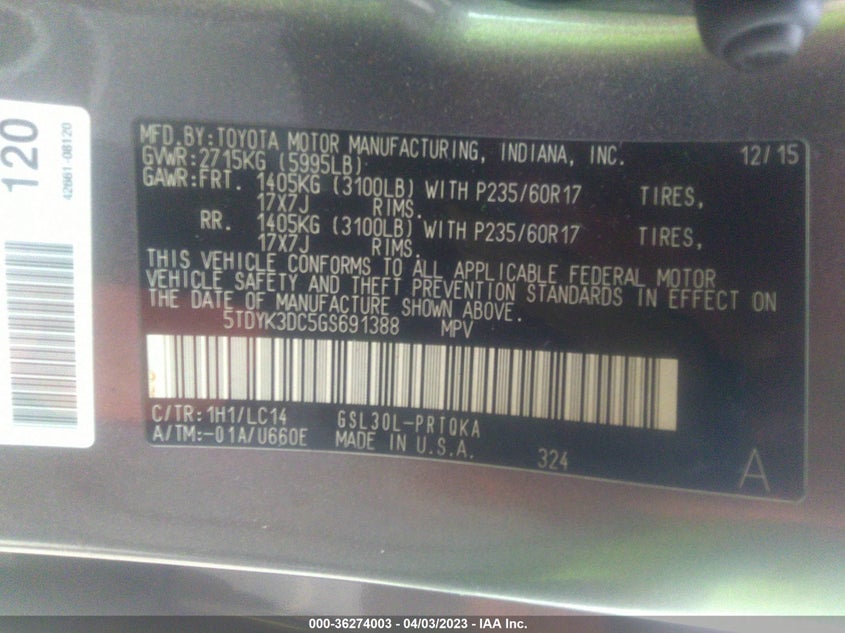 120
42661-08120
MFD.BY:TOYOTA MOTOR MANUFACTURING, INDIANA, INC. 12/15
GVWR:2715KG (5995LB)
GAWR:FRT. 1405KG (3100LB) WITH P235/60R17 TIRES,
17X7J RIMS.
RR. 1405KG (3100LB) WITH P235/60R17 TIRES,
17X7J RIMS.
THIS VEHICLE CONFORMS TO ALL APPLICABLE FEDERAL MOTOR
VEHICLE SAFETY AND THEFT PREVENTION STANDARDS IN EFFECT ON
THE DATE OF MANUFACTURE SHOWN ABOVE.
5TDYK3DC5GS691388 MPV
C/TR:1H1/LC14 GSL30L-PRTQKA
A/TM:-01A/U660E MADE IN U.S.A. 324
A
000-36274003 - 04/03/2023 - IAA Inc.